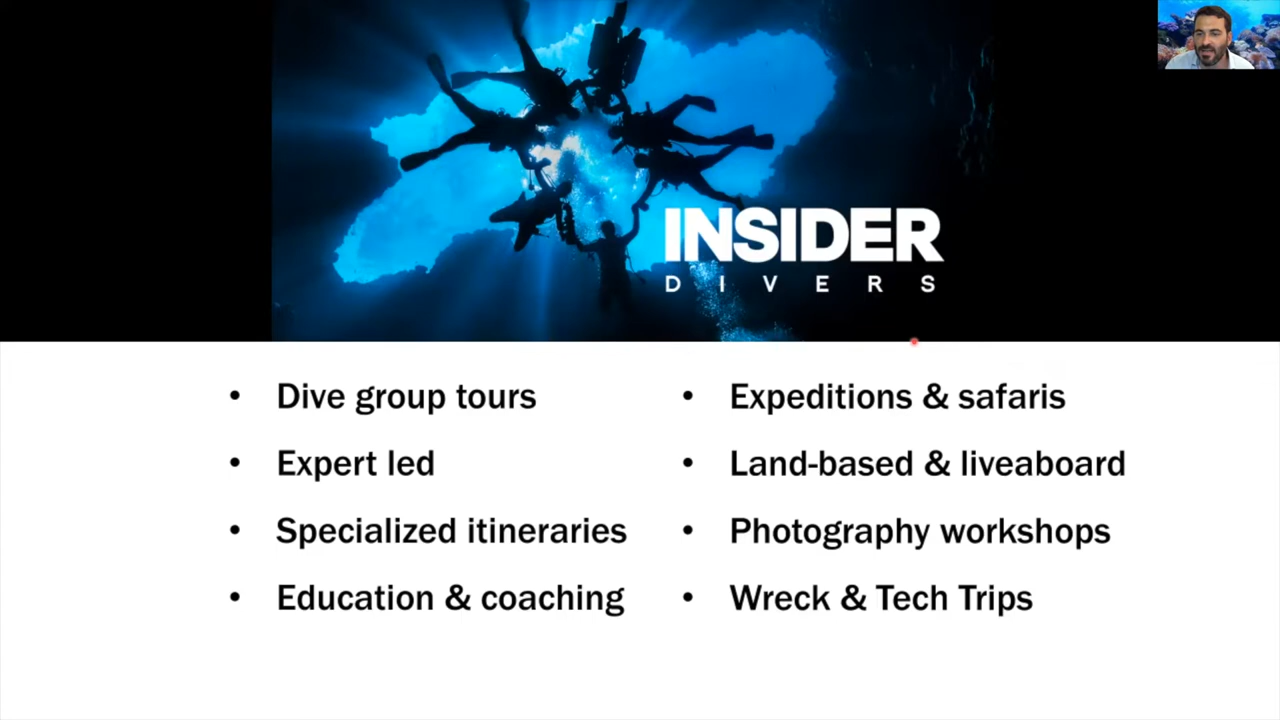 INSIDER
DIVERS
• Dive group tours
• Expert led
• Specialized itineraries
• Education & coaching
• Expeditions & safaris
• Land-based & liveaboard
• Photography workshops
• Wreck & Tech Trips